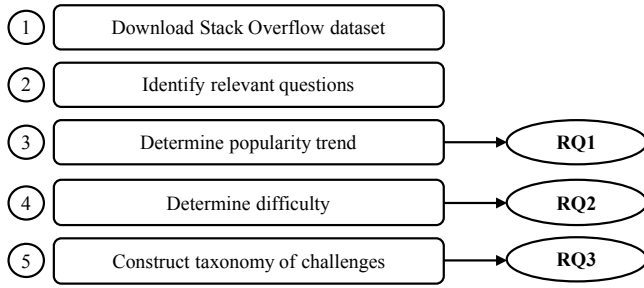 1 Download Stack Overflow dataset
2 Identify relevant questions
3 Determine popularity trend RQ1
4 Determine difficulty RQ2
5 Construct taxonomy of challenges RQ3